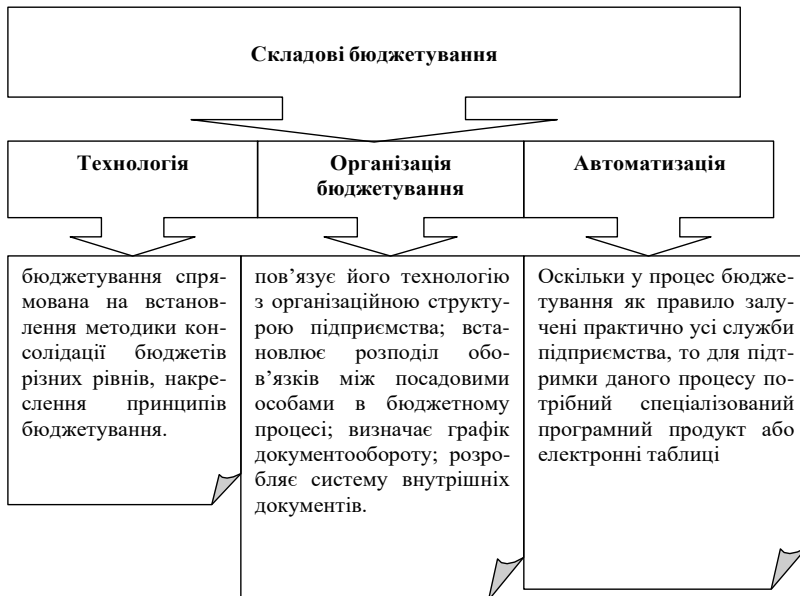 Складові бюджетування
Технологія
Організація
бюджетування
Автоматизація
бюджетування спря-
мована на встанов-
лення методики кон-
солідації бюджетів
різних рівнів, накре-
слення принципів
бюджетування.
пов’язує його технологію
з організаційною структу-
рою підприємства; вста-
новлює розподіл обо-
в’язків між посадовими
особами в бюджетному
процесі; визначає графік
документообороту; розро-
бляє систему внутрішніх
документів.
Оскільки у процес бюдже-
тування як правило залу-
чені практично усі служби
підприємства, то для підт-
римки даного процесу по-
трібний спеціалізований
програмний продукт або
електронні таблиці